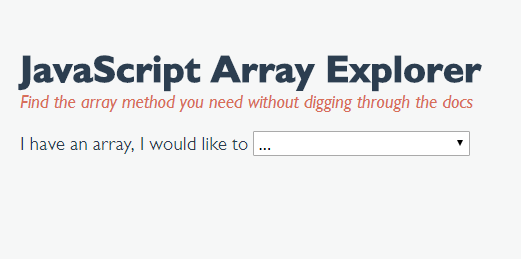 JavaScript Array Explorer
Find the array method you need without digging through the docs
I have an array, I would like to ...